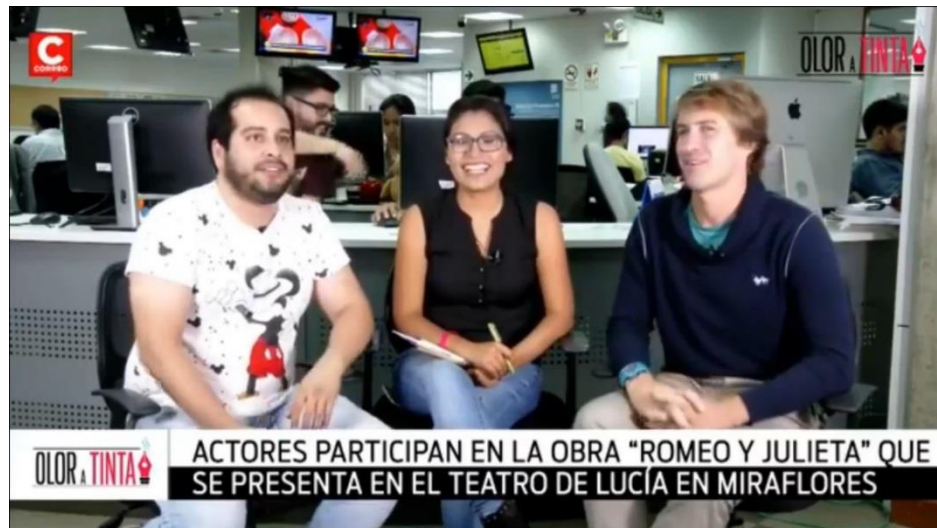 C
CORREO
OLOR A TINTA
SALI
OLOR A TINTA
ACTORES PARTICIPAN EN LA OBRA "ROMEO Y JULIETA" QUE
SE PRESENTA EN EL TEATRO DE LUCÍA EN MIRAFLORES